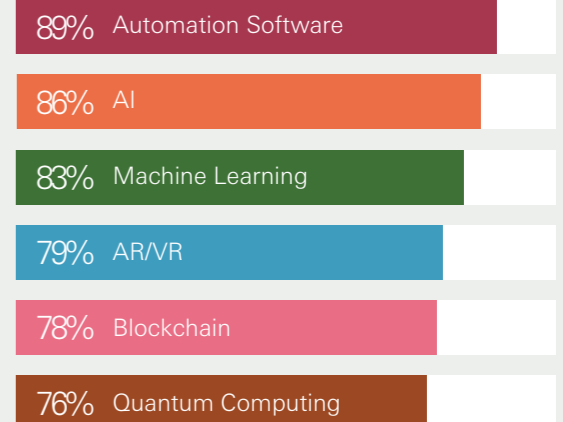 89% Automation Software
86% AI
83% Machine Learning
79% AR/VR
78% Blockchain
76% Quantum Computing